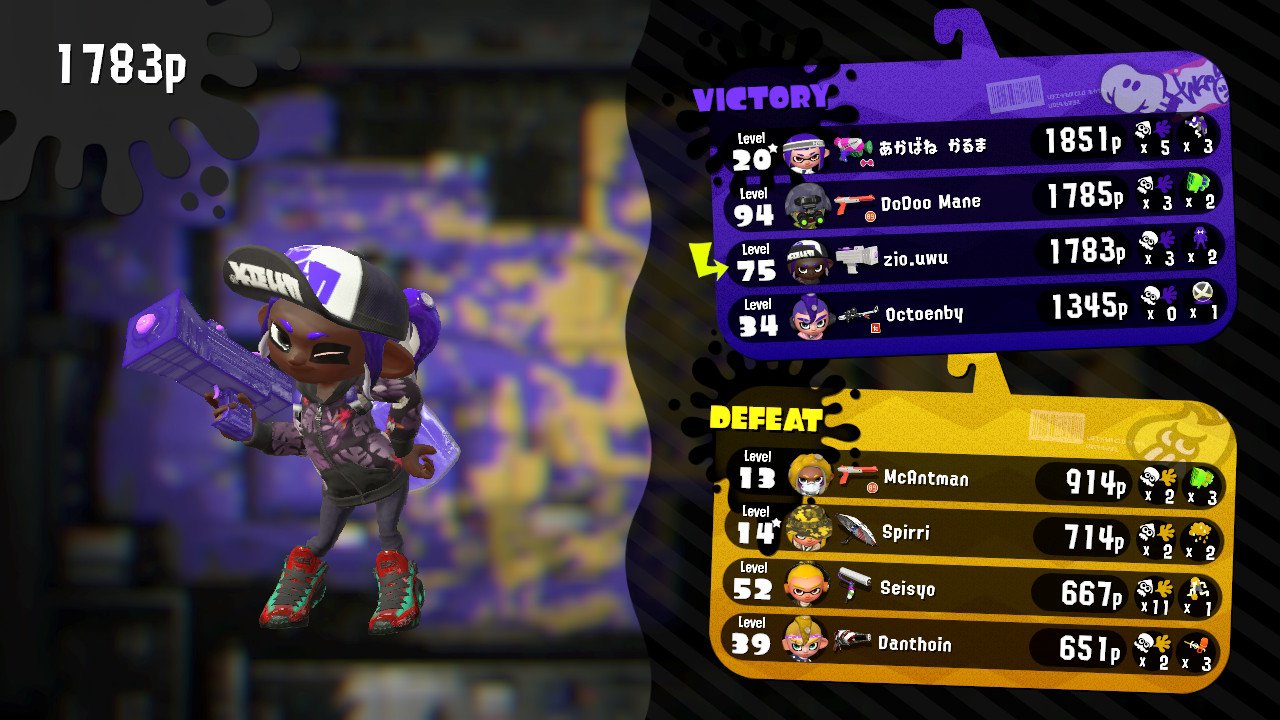 1783p
VICTORY
Level
20 あかばね かるま 1851p x 5 x 3
Level
94 DoDoo Mane 1785p x 3 x 2
Level
75 zio.uwu 1783p x 3 x 2
Level
34 Octoenby 1345p x 0 x 1
DEFEAT
Level
13 McAntman 914p x 2 x 3
Level
14 Spirri 714p x 2 x 2
Level
52 Seisyo 667p x 11 x 1
Level
39 Danthoin 651p x 2 x 3